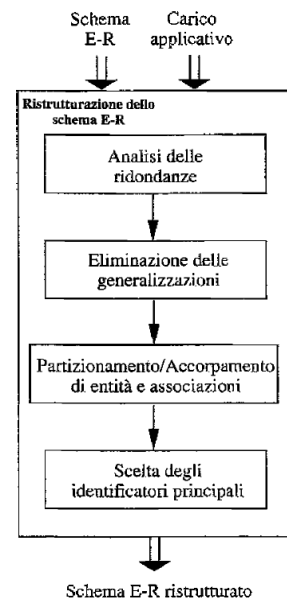 Schema
E-R
Carico
applicativo
Ristrutturazione dello
schema E-R
Analisi delle
ridondanze
Eliminazione delle
generalizzazioni
Partizionamento/Accorpamento
di entità e associazioni
Scelta degli
identificatori principali
Schema E-R ristrutturato